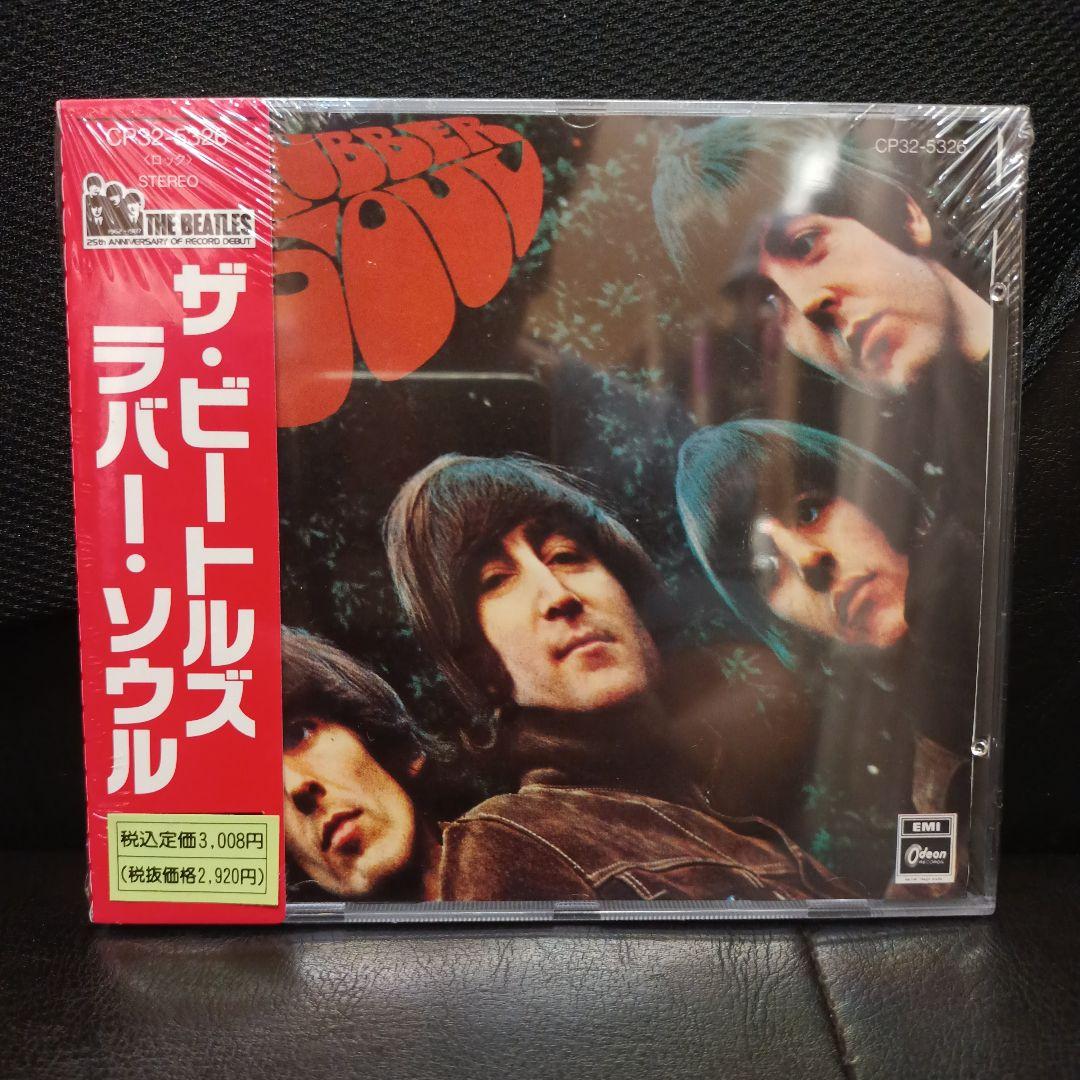 CP32-5326
〈ロック〉
STEREO
THE BEATLES
25th ANNIVERSARY OF RECORD DEBUT
ザ・ビートルズ
ラバー・ソウル
税込定価3,008円
(税抜価格2,920円)
UBBER
SOUL
CP32-5326
EMI
Odeon
RECORDS